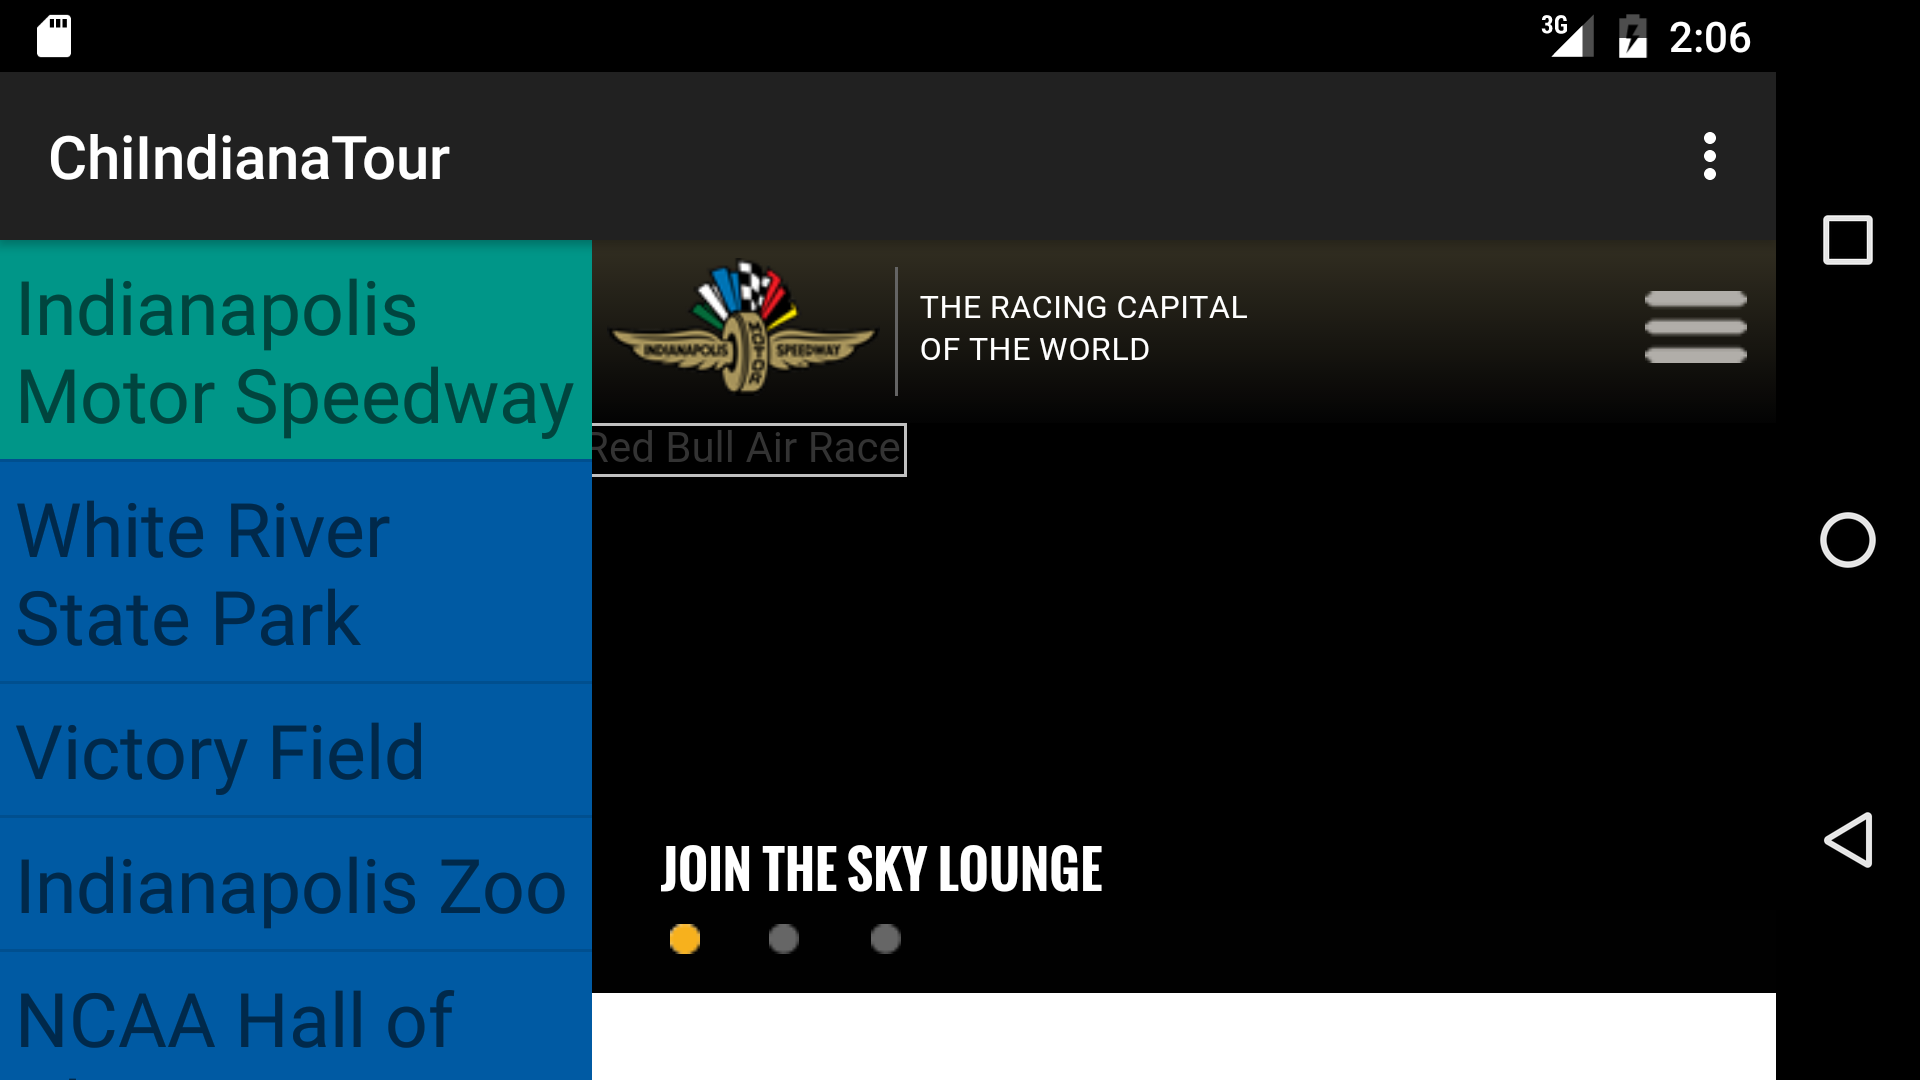 3G
2:06
ChiIndianaTour
Indianapolis
Motor Speedway
White River
State Park
Victory Field
Indianapolis Zoo
NCAA Hall of
INDIANAPOLIS
MOTOR
SPEEDWAY
THE RACING CAPITAL
OF THE WORLD
Red Bull Air Race
JOIN THE SKY LOUNGE